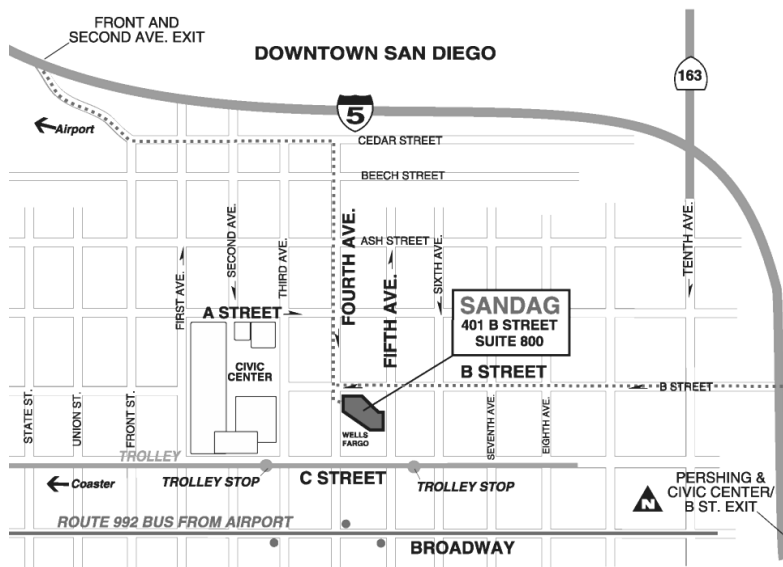 FRONT AND
SECOND AVE. EXIT
DOWNTOWN SAN DIEGO
163
5
Airport
CEDAR STREET
BEECH STREET
ASH STREET
FIRST AVE.
SECOND AVE.
THIRD AVE.
FOURTH AVE.
FIFTH AVE.
SIXTH AVE.
TENTH AVE.
A STREET
SANDAG
401 B STREET
SUITE 800
CIVIC
CENTER
B STREET
B STREET
STATE ST.
UNION ST.
FRONT ST.
SEVENTH AVE.
EIGHTH AVE.
WELLS
FARGO
TROLLEY
TROLLEY STOP
C STREET
TROLLEY STOP
Coaster
N
PERSHING &
CIVIC CENTER/
B ST. EXIT
ROUTE 992 BUS FROM AIRPORT
BROADWAY